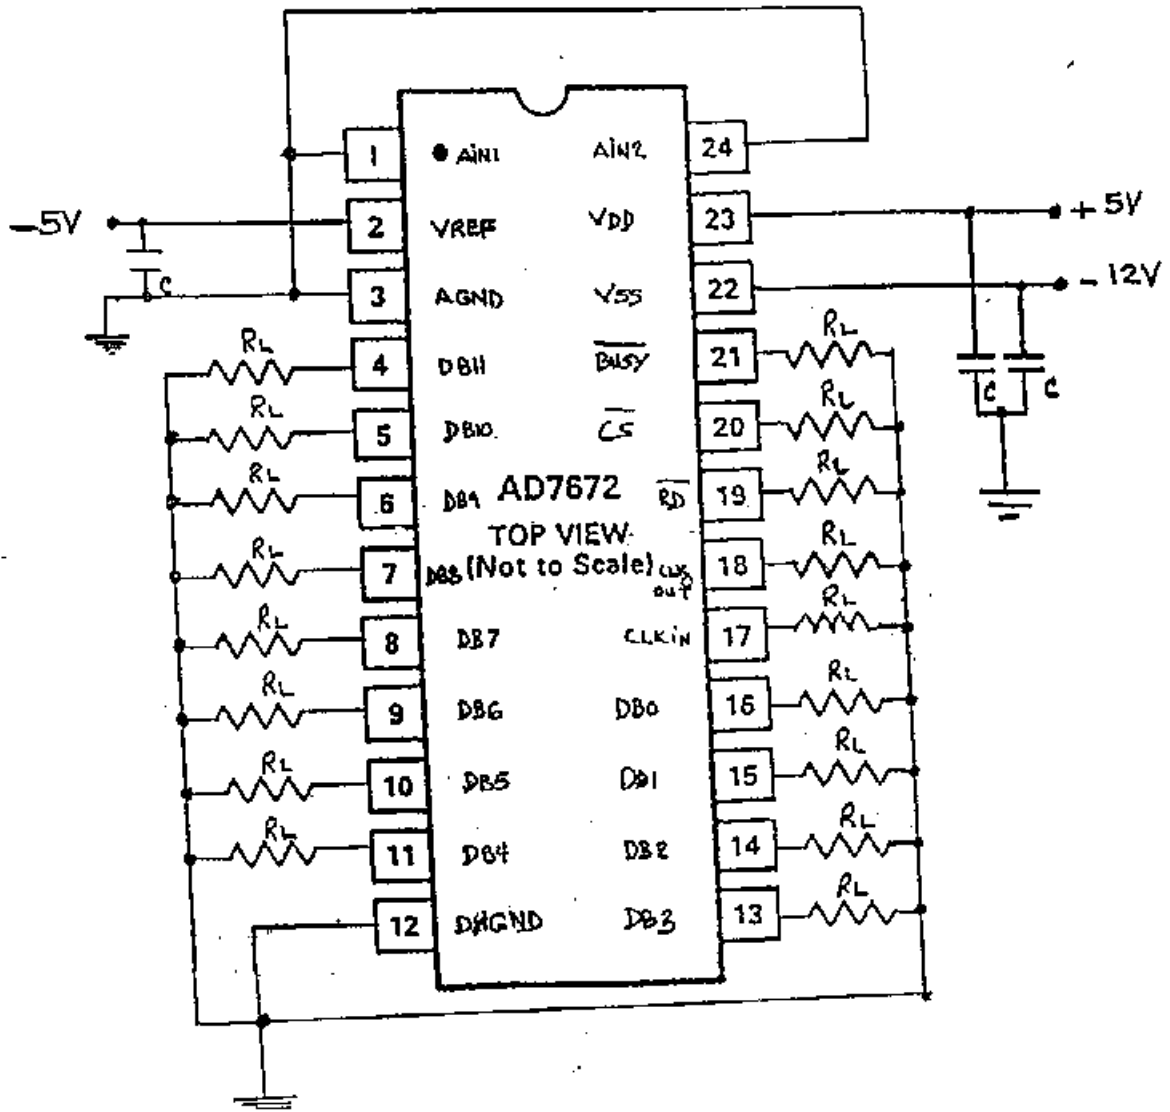 1
AIN1
AIN2
24
-5V
2
VREF
VDD
23
+5V
C
3
AGND
VSS
22
-12V
RL
4
DB11
BUSY
21
RL
C
C
RL
5
DB10
CS
20
RL
RL
6
DB9
AD7672
RD
19
RL
TOP VIEW
RL
7
DB8
(Not to Scale)
CLK
OUT
18
RL
RL
8
DB7
CLKIN
17
RL
RL
9
DB6
DB0
16
RL
RL
10
DB5
DB1
15
RL
RL
11
DB4
DB2
14
RL
12
DGND
DB3
13
RL